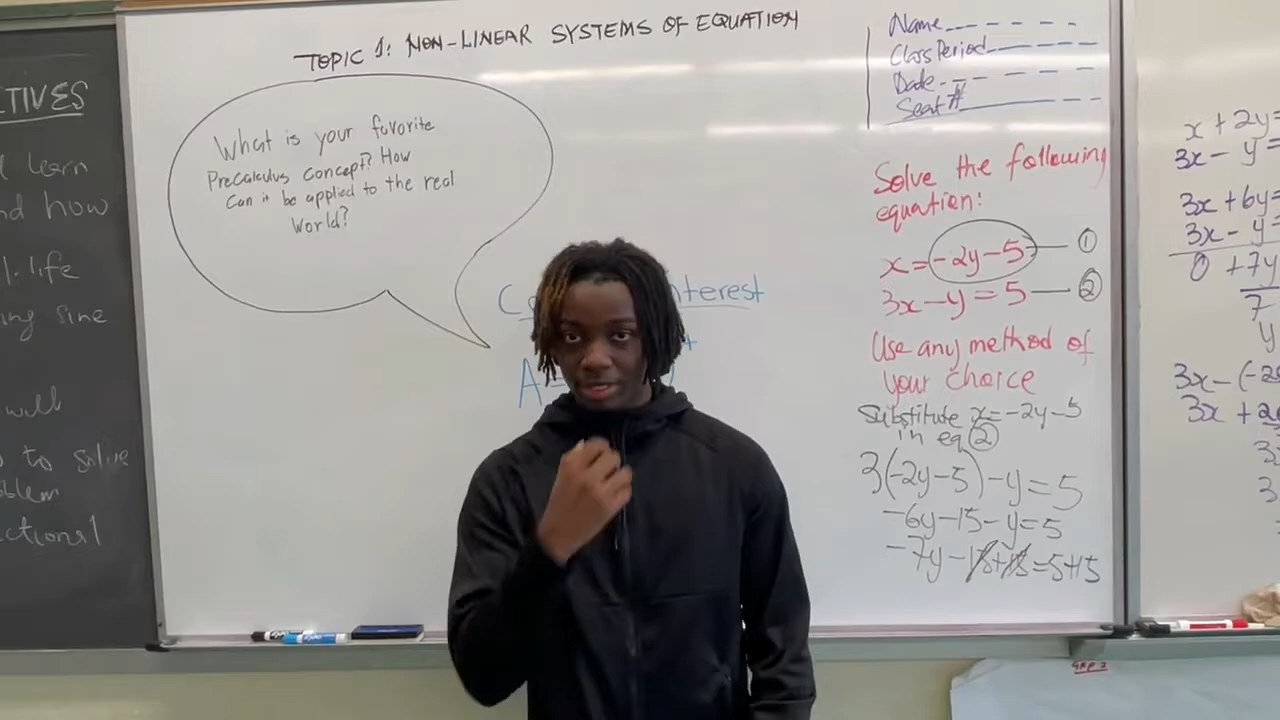 TIVES
learn
how
life
sine
will
to solve
TOPIC 1: NON-LINEAR SYSTEMS OF EQUATION
What is your favorite
Precalculus concept? How
Can it be applied to the real
World?
Interest
A
Name
Class Period
Date
Seat #
Solve the following
equation:
x = -2y - 5 ①
3x - y = 5 ②
Use any method of
your choice
Substitute x = -2y - 5
in eq ②
3(-2y - 5) - y = 5
-6y - 15 - y = 5
-7y - 15 + 15 = 5 + 15
x + 2y =
3x - y =
3x + 6y =
3x - y =
0 + 7y
7
y
3x - (-2
3x + 2
3
3